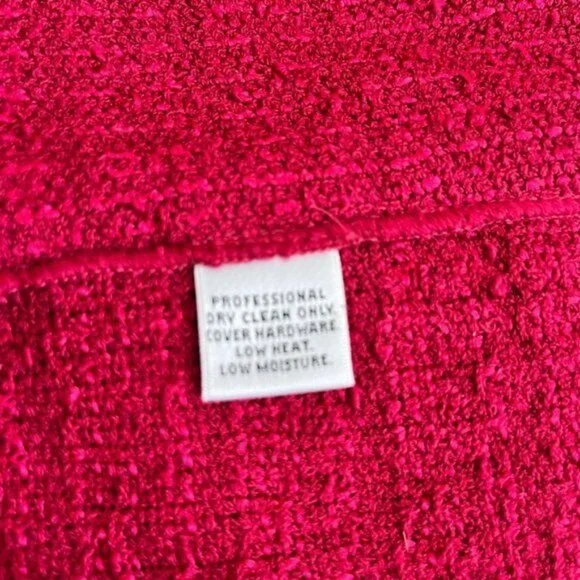 PROFESSIONAL
DRY CLEAN ONLY.
COVER HARDWARE.
LOW HEAT.
LOW MOISTURE.